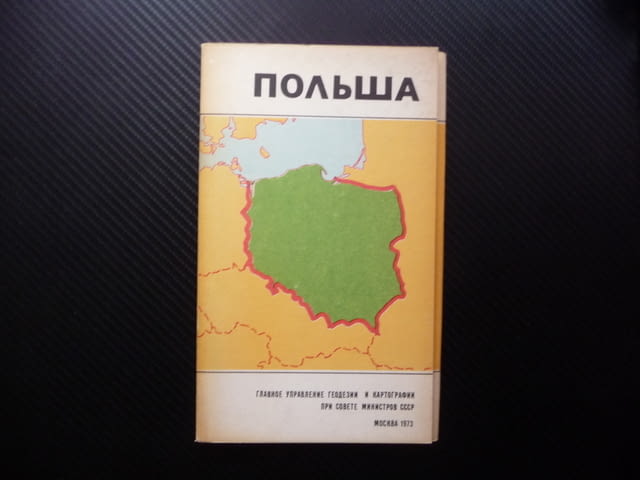 ПОЛЬША
ГЛАВНОЕ УПРАВЛЕНИЕ ГЕОДЕЗИИ И КАРТОГРАФИИ
ПРИ СОВЕТЕ МИНИСТРОВ СССР
МОСКВА 1973